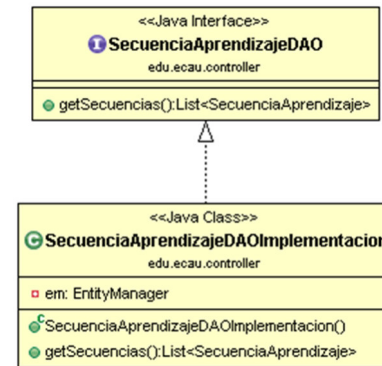 <<Java Interface>>
I SecuenciaAprendizajeDAO
edu.ecau.controller
getSecuencias():List<SecuenciaAprendizaje>
<<Java Class>>
C SecuenciaAprendizajeDAOImplementacion
edu.ecau.controller
em: EntityManager
C SecuenciaAprendizajeDAOImplementacion()
getSecuencias():List<SecuenciaAprendizaje>